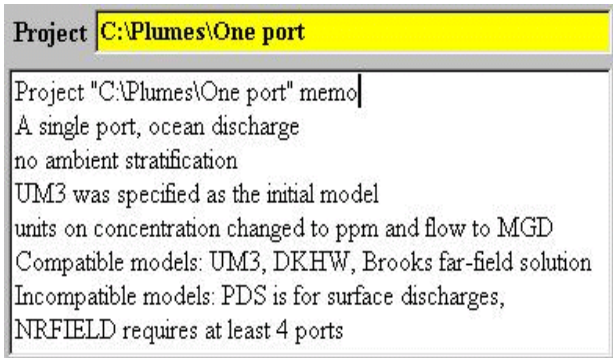 Project C:\Plumes\One port
Project "C:\Plumes\One port" memo
A single port, ocean discharge
no ambient stratification
UM3 was specified as the initial model
units on concentration changed to ppm and flow to MGD
Compatible models: UM3, DKHW, Brooks far-field solution
Incompatible models: PDS is for surface discharges,
NRFIELD requires at least 4 ports